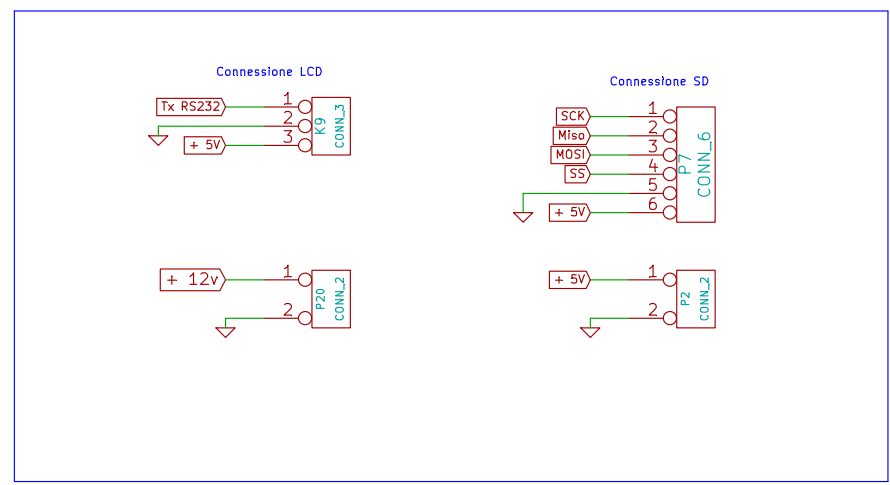 Connessione LCD
Tx RS232
1
2
3
+ 5V
K9
CONN_3
Connessione SD
SCK
Miso
MOSI
SS
+ 5V
1
2
3
4
5
6
P7
CONN_6
+ 12v
1
2
P20
CONN_2
+ 5V
1
2
P2
CONN_2